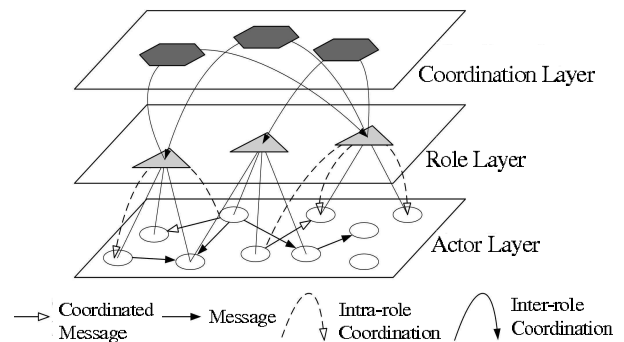 Coordination Layer
Role Layer
Actor Layer
Coordinated
Message
Message
Intra-role
Coordination
Inter-role
Coordination